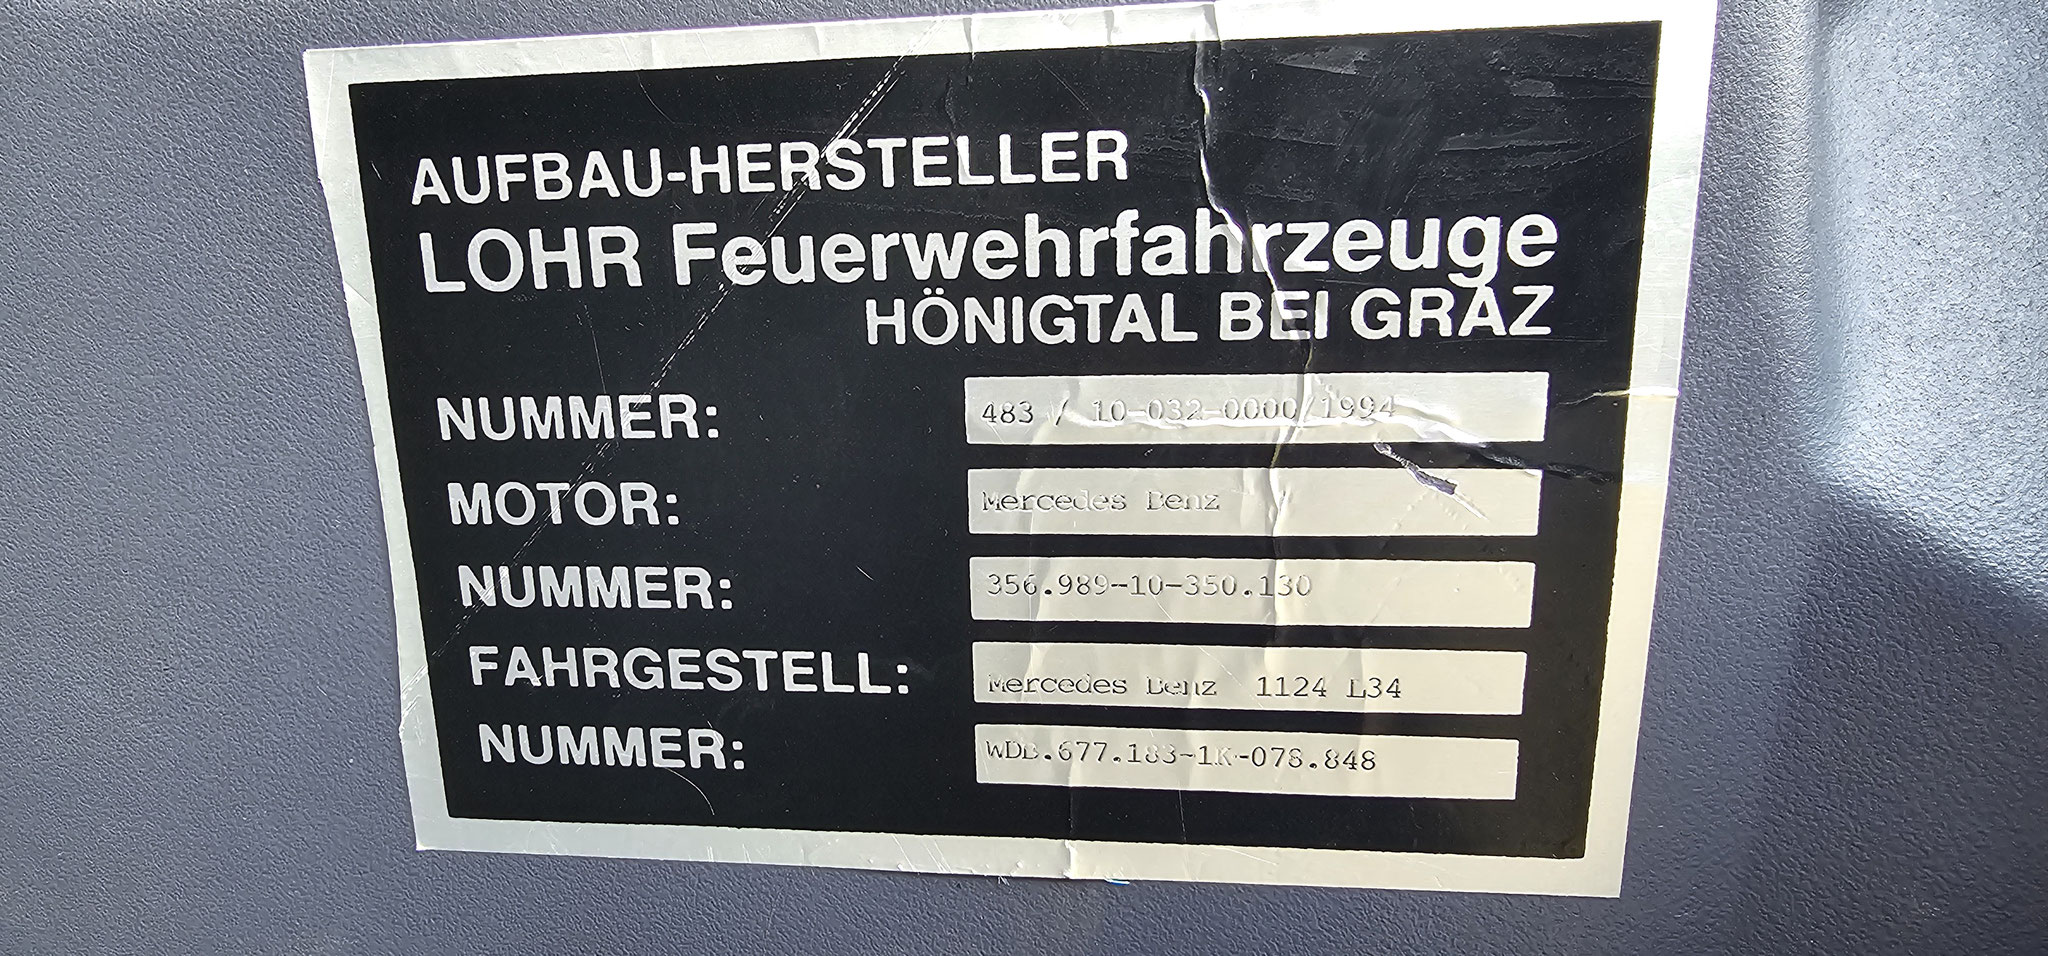 AUFBAU-HERSTELLER
LOHR Feuerwehrfahrzeuge
HÖNIGTAL BEI GRAZ
NUMMER: 483 / 10-032-0000/1994
MOTOR: Mercedes Benz
NUMMER: 356.989-10-350.130
FAHRGESTELL: Mercedes Benz 1124 L34
NUMMER: WDB.677.183-1K-078.848